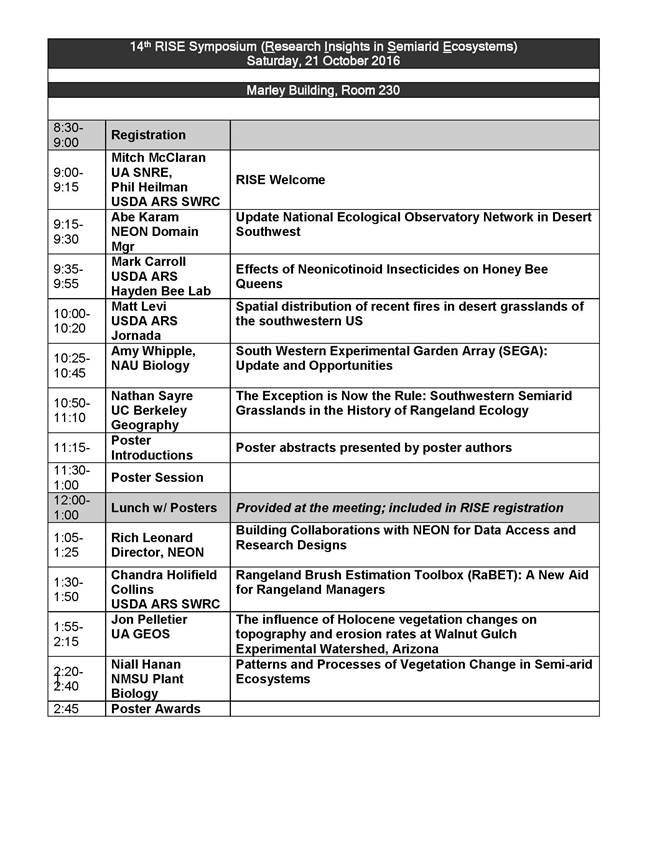 14th RISE Symposium (Research Insights in Semiarid Ecosystems)
Saturday, 21 October 2016
Marley Building, Room 230
8:30-
9:00
Registration
9:00-
9:15
Mitch McClaran
UA SNRE,
Phil Heilman
USDA ARS SWRC
RISE Welcome
9:15-
9:30
Abe Karam
NEON Domain
Mgr
Update National Ecological Observatory Network in Desert
Southwest
9:35-
9:55
Mark Carroll
USDA ARS
Hayden Bee Lab
Effects of Neonicotinoid Insecticides on Honey Bee
Queens
10:00-
10:20
Matt Levi
USDA ARS
Jornada
Spatial distribution of recent fires in desert grasslands of
the southwestern US
10:25-
10:45
Amy Whipple,
NAU Biology
South Western Experimental Garden Array (SEGA):
Update and Opportunities
10:50-
11:10
Nathan Sayre
UC Berkeley
Geography
The Exception is Now the Rule: Southwestern Semiarid
Grasslands in the History of Rangeland Ecology
11:15-
Poster
Introductions
Poster abstracts presented by poster authors
11:30-
1:00
Poster Session
12:00-
1:00
Lunch w/ Posters
Provided at the meeting; included in RISE registration
1:05-
1:25
Rich Leonard
Director, NEON
Building Collaborations with NEON for Data Access and
Research Designs
1:30-
1:50
Chandra Holifield
Collins
USDA ARS SWRC
Rangeland Brush Estimation Toolbox (RaBET): A New Aid
for Rangeland Managers
1:55-
2:15
Jon Pelletier
UA GEOS
The influence of Holocene vegetation changes on
topography and erosion rates at Walnut Gulch
Experimental Watershed, Arizona
2:20-
2:40
Niall Hanan
NMSU Plant
Biology
Patterns and Processes of Vegetation Change in Semi-arid
Ecosystems
2:45
Poster Awards